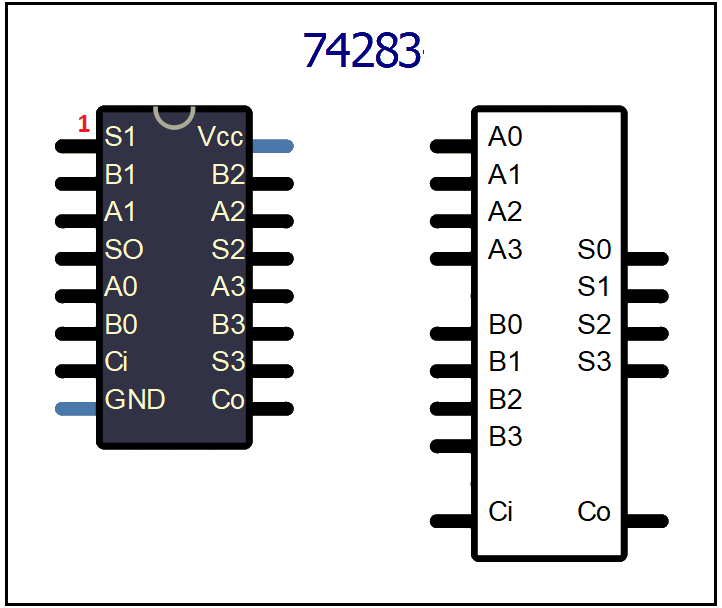 74283
1
S1 Vcc
B1 B2
A1 A2
SO S2
A0 A3
B0 B3
Ci S3
GND Co
A0
A1
A2
A3 S0
S1
B0 S2
B1 S3
B2
B3
Ci Co